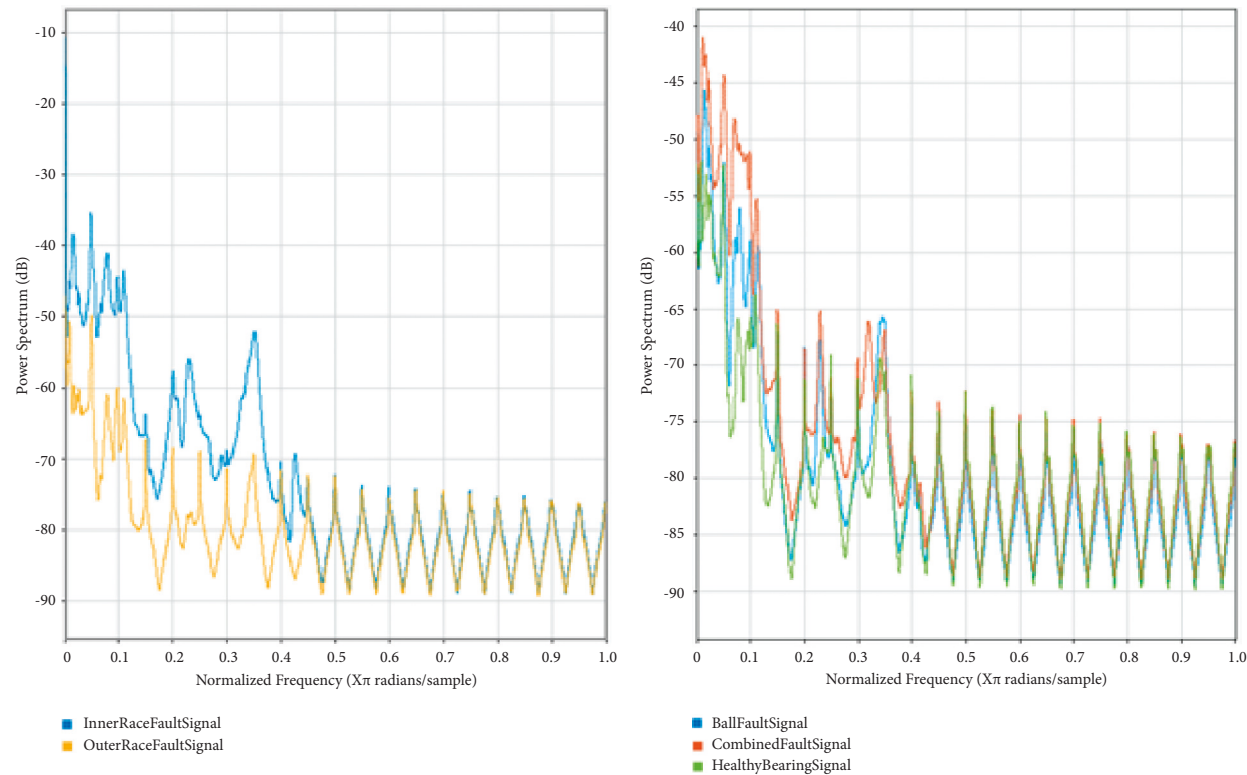 -10
-20
-30
-40
-50
-60
-70
-80
-90
Power Spectrum (dB)
0 0.1 0.2 0.3 0.4 0.5 0.6 0.7 0.8 0.9 1.0
Normalized Frequency (Xπ radians/sample)
InnerRaceFaultSignal
OuterRaceFaultSignal
-40
-45
-50
-55
-60
-65
-70
-75
-80
-85
-90
Power Spectrum (dB)
0 0.1 0.2 0.3 0.4 0.5 0.6 0.7 0.8 0.9 1.0
Normalized Frequency (Xπ radians/sample)
BallFaultSignal
CombinedFaultSignal
HealthyBearingSignal